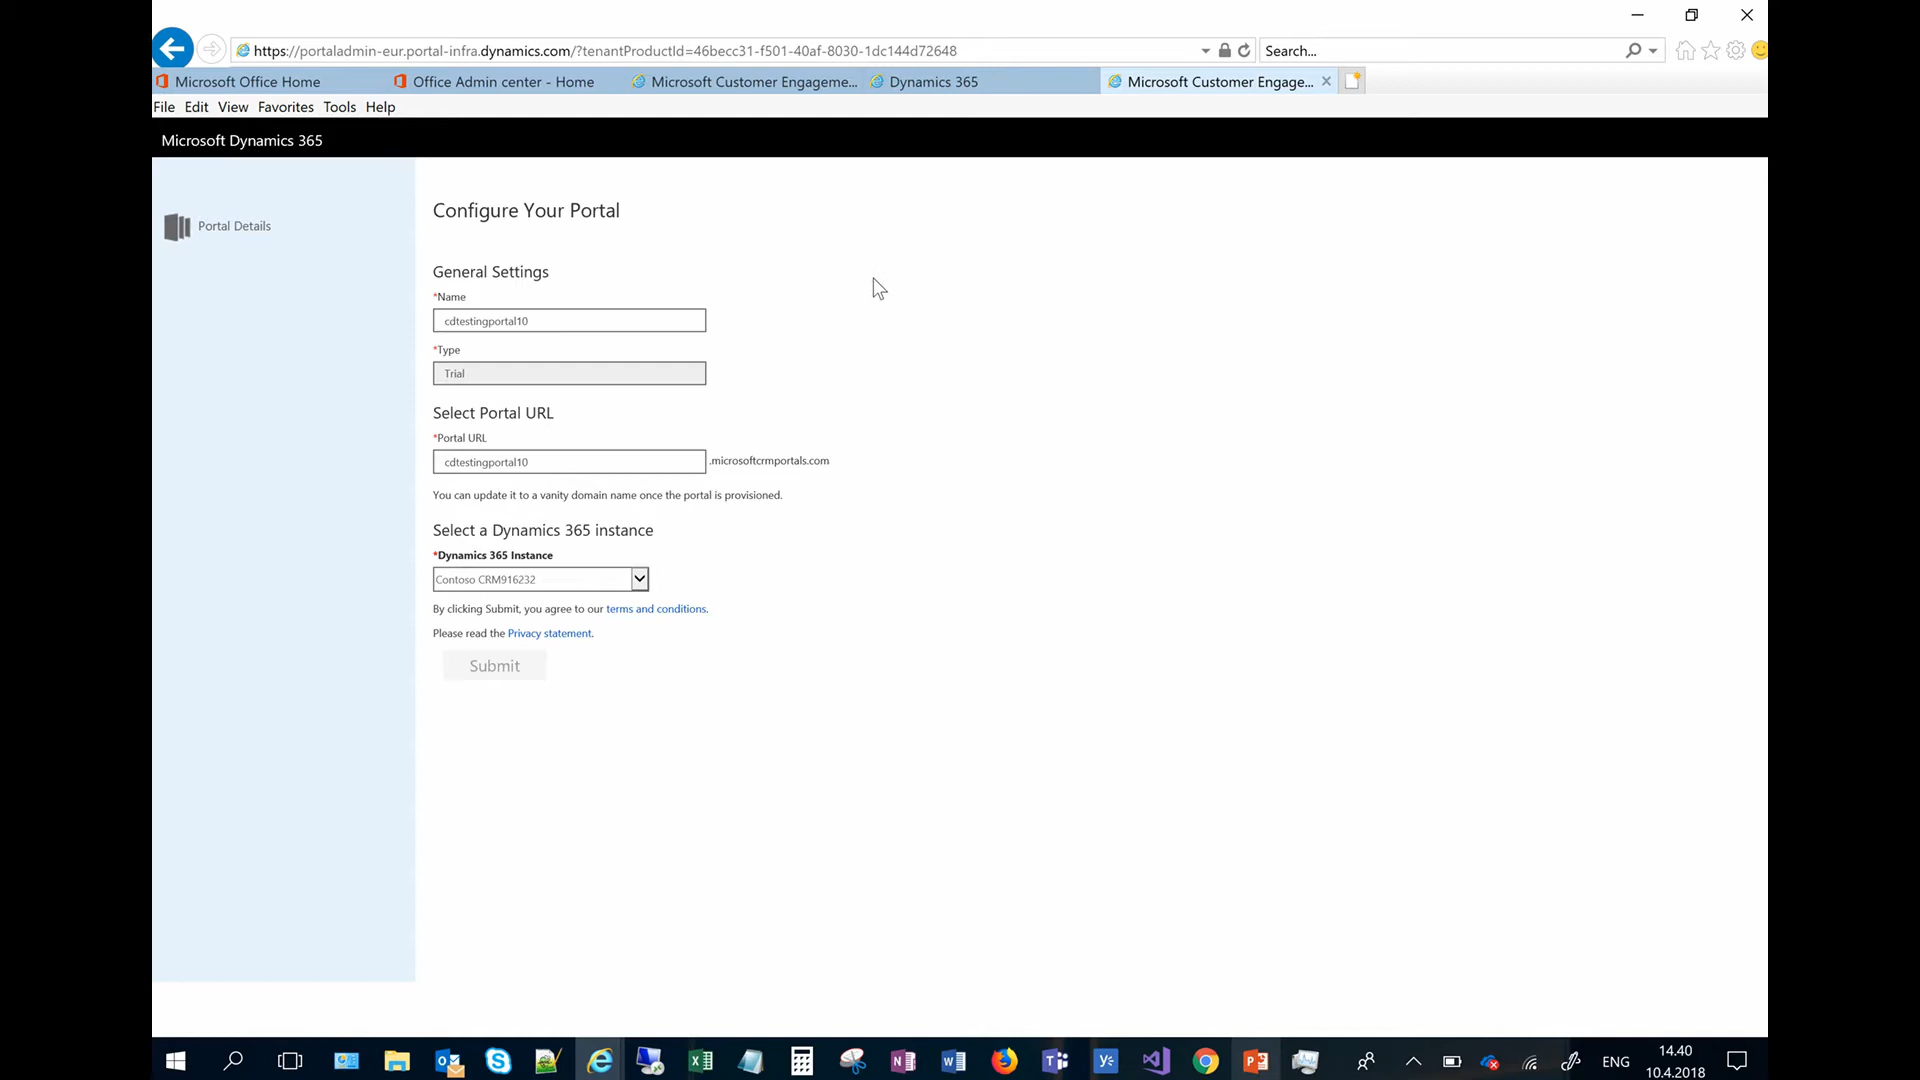 https://portaladmin-eur.portal-infra.dynamics.com/?tenantProductId=46becc31-f501-40af-8030-1dc144d72648
Search...
Microsoft Office Home
Office Admin center - Home
Microsoft Customer Engageme...
Dynamics 365
Microsoft Customer Engage...
File Edit View Favorites Tools Help
Microsoft Dynamics 365
Portal Details
Configure Your Portal
General Settings
*Name
cdtestingportal10
*Type
Trial
Select Portal URL
*Portal URL
cdtestingportal10 .microsoftcrmportals.com
You can update it to a vanity domain name once the portal is provisioned.
Select a Dynamics 365 instance
*Dynamics 365 Instance
Contoso CRM916232
By clicking Submit, you agree to our terms and conditions.
Please read the Privacy statement.
Submit
ENG
14.40
10.4.2018